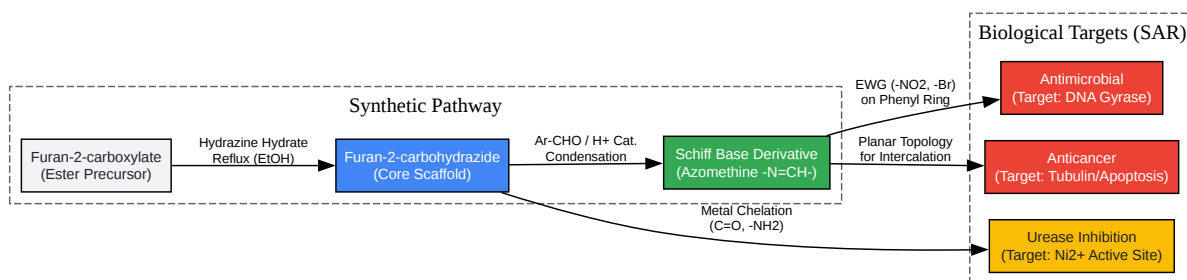 Biological Targets (SAR)
Synthetic Pathway
EWG (-NO2, -Br)
on Phenyl Ring
Antimicrobial
(Target: DNA Gyrase)
Furan-2-carboxylate
(Ester Precursor)
Hydrazine Hydrate
Reflux (EtOH)
Furan-2-carbohydrazide
(Core Scaffold)
Ar-CHO / H+ Cat.
Condensation
Schiff Base Derivative
(Azomethine -N=CH-)
Planar Topology
for Intercalation
Anticancer
(Target: Tubulin/Apoptosis)
Metal Chelation
(C=O, -NH2)
Urease Inhibition
(Target: Ni2+ Active Site)